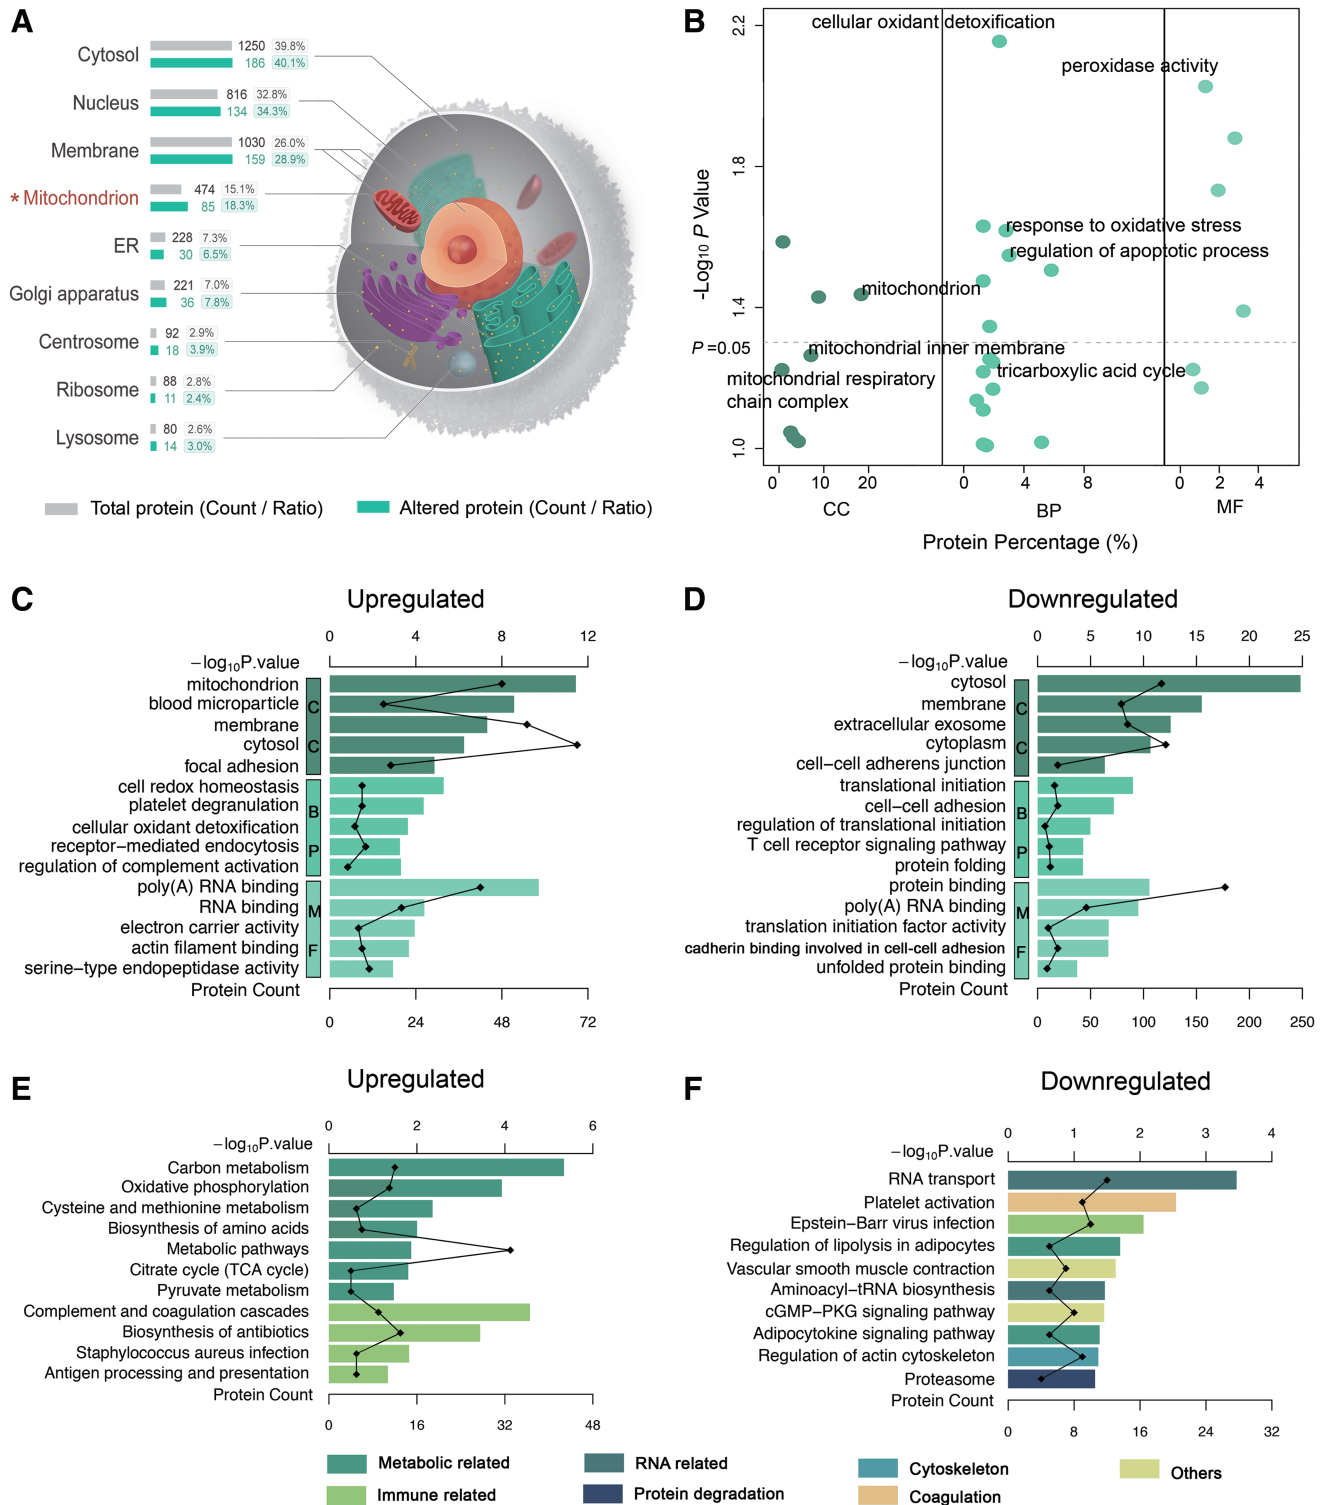 A
Cytosol 1250 39.8%
186 40.1%
Nucleus 816 32.8%
134 34.3%
Membrane 1030 26.0%
159 28.9%
* Mitochondrion 474 15.1%
85 18.3%
ER 228 7.3%
30 6.5%
Golgi apparatus 221 7.0%
36 7.8%
Centrosome 92 2.9%
18 3.9%
Ribosome 88 2.8%
11 2.4%
Lysosome 80 2.6%
14 3.0%
Total protein (Count / Ratio) Altered protein (Count / Ratio)
B
-Log10 P Value
2.2
1.8
1.4
1.0
P =0.05
cellular oxidant detoxification
peroxidase activity
response to oxidative stress
regulation of apoptotic process
mitochondrion
mitochondrial inner membrane
tricarboxylic acid cycle
mitochondrial respiratory
chain complex
0 10 20 0 4 8 0 2 4
CC BP MF
Protein Percentage (%)
C
Upregulated
0 4 8 12
−log10P.value
mitochondrion
blood microparticle
membrane
cytosol
focal adhesion
cell redox homeostasis
platelet degranulation
cellular oxidant detoxification
receptor−mediated endocytosis
regulation of complement activation
poly(A) RNA binding
RNA binding
electron carrier activity
actin filament binding
serine−type endopeptidase activity
C
C
B
P
M
F
Protein Count
0 24 48 72
D
Downregulated
0 5 10 15 20 25
−log10P.value
cytosol
membrane
extracellular exosome
cytoplasm
cell−cell adherens junction
translational initiation
cell−cell adhesion
regulation of translational initiation
T cell receptor signaling pathway
protein folding
protein binding
poly(A) RNA binding
translation initiation factor activity
cadherin binding involved in cell-cell adhesion
unfolded protein binding
C
C
B
P
M
F
Protein Count
0 50 100 150 200 250
E
Upregulated
0 2 4 6
−log10P.value
Carbon metabolism
Oxidative phosphorylation
Cysteine and methionine metabolism
Biosynthesis of amino acids
Metabolic pathways
Citrate cycle (TCA cycle)
Pyruvate metabolism
Complement and coagulation cascades
Biosynthesis of antibiotics
Staphylococcus aureus infection
Antigen processing and presentation
Protein Count
0 16 32 48
F
Downregulated
0 1 2 3 4
−log10P.value
RNA transport
Platelet activation
Epstein−Barr virus infection
Regulation of lipolysis in adipocytes
Vascular smooth muscle contraction
Aminoacyl−tRNA biosynthesis
cGMP−PKG signaling pathway
Adipocytokine signaling pathway
Regulation of actin cytoskeleton
Proteasome
Protein Count
0 8 16 24 32
Metabolic related RNA related Cytoskeleton Others
Immune related Protein degradation Coagulation